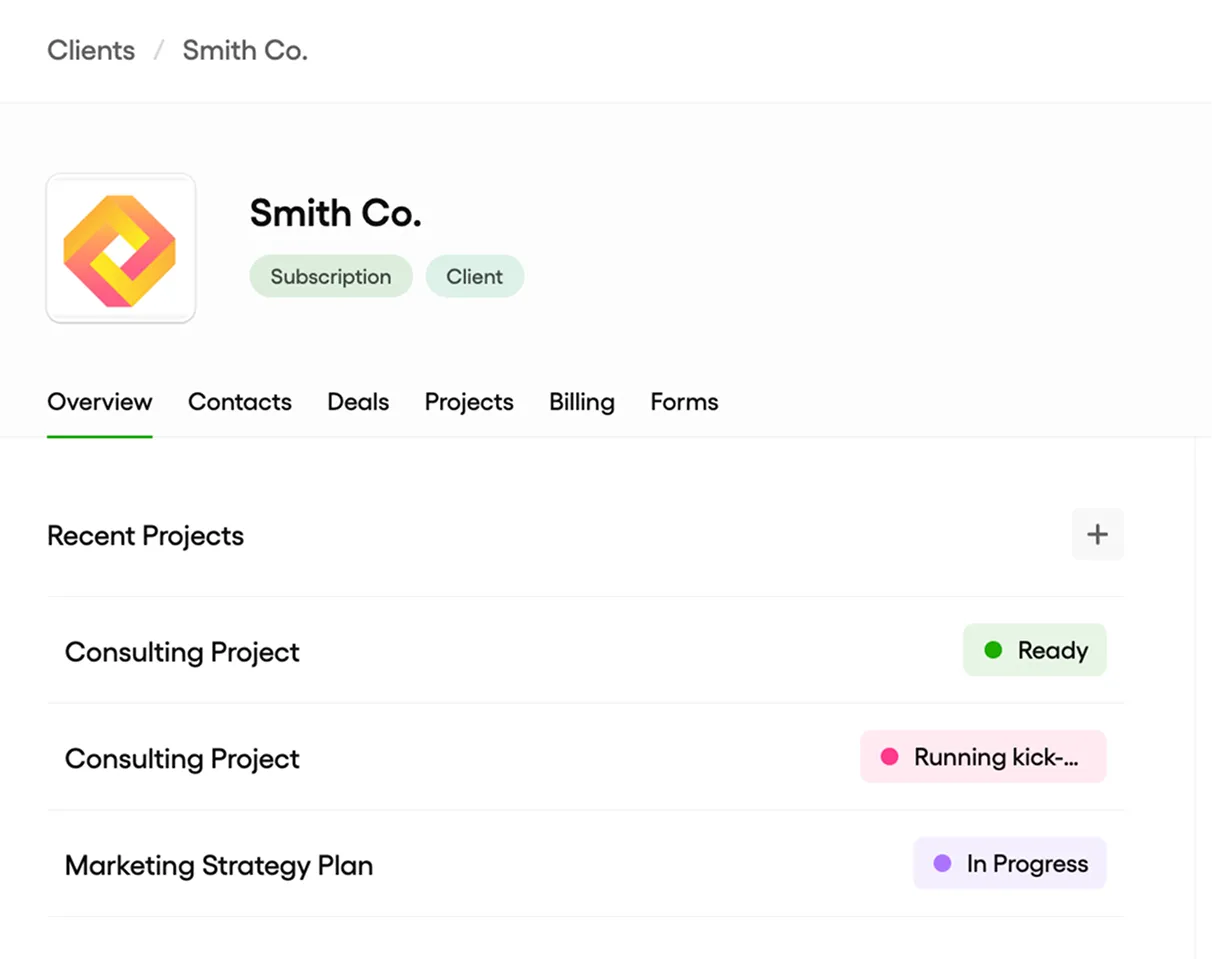 Clients / Smith Co.
Smith Co.
Subscription Client
Overview Contacts Deals Projects Billing Forms
Recent Projects +
Consulting Project Ready
Consulting Project Running kick-...
Marketing Strategy Plan In Progress